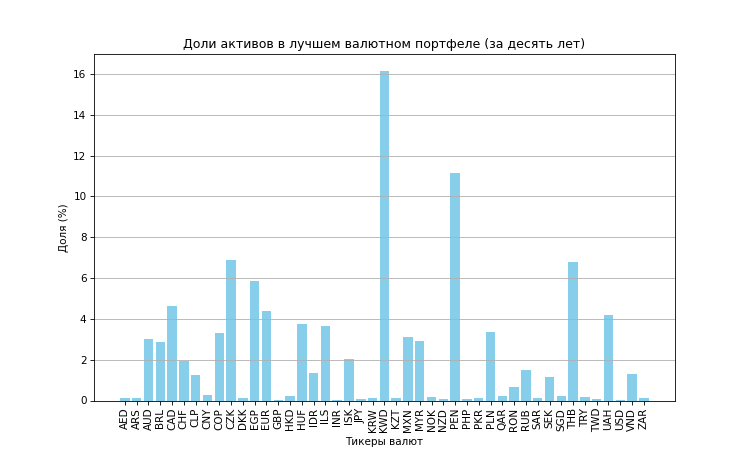 Доли активов в лучшем валютном портфеле (за десять лет)
Доля (%)
16
14
12
10
8
6
4
2
0
AED ARS AUD BRL CAD CHF CLP CNY COP CZK DKK EGP EUR GBP HKD HUF IDR ILS INR ISK JPY KRW KWD KZT MXN MYR NOK NZD PEN PHP PKR PLN QAR RON RUB SAR SEK SGD THB TRY TWD UAH USD VND ZAR
Тикеры валют